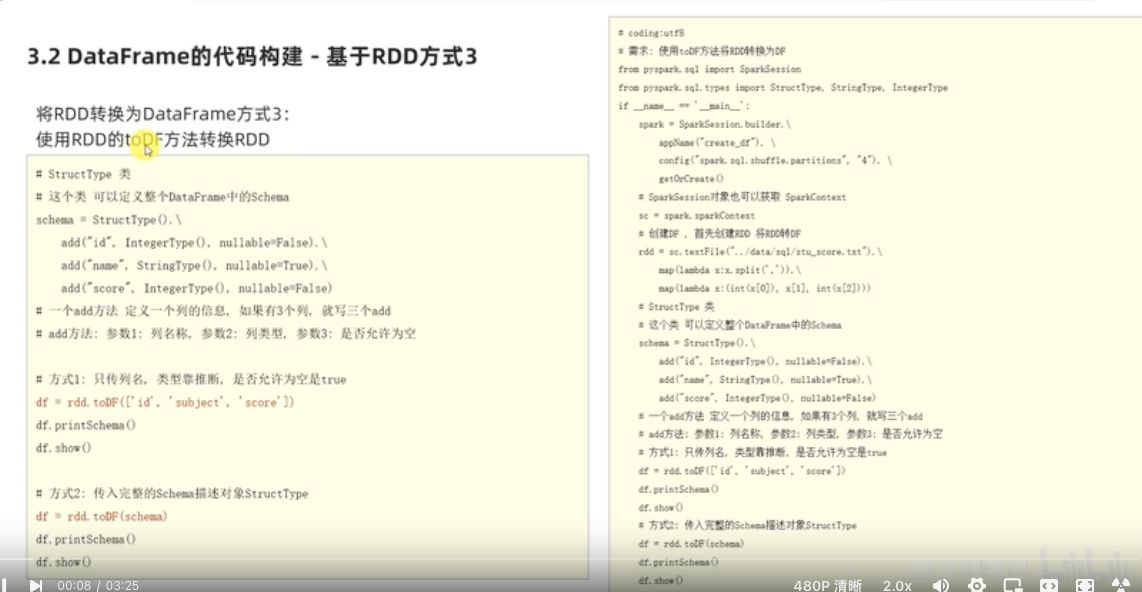 3.2 DataFrame的代码构建 - 基于RDD方式3
将RDD转换为DataFrame方式3：
使用RDD的toDF方法转换RDD
# StructType 类
# 这个类 可以定义整个DataFrame中的Schema
schema = StructType().\
add("id", IntegerType(), nullable=False).\
add("name", StringType(), nullable=True).\
add("score", IntegerType(), nullable=False)
# 一个add方法 定义一个列的信息, 如果有3个列, 就写三个add
# add方法: 参数1: 列名称, 参数2: 列类型, 参数3: 是否允许为空
# 方式1: 只传列名, 类型靠推断, 是否允许为空是true
df = rdd.toDF(['id', 'subject', 'score'])
df.printSchema()
df.show()
# 方式2: 传入完整的Schema描述对象StructType
df = rdd.toDF(schema)
df.printSchema()
df.show()
# coding:utf8
# 需求: 使用toDF方法将RDD转换为DF
from pyspark.sql import SparkSession
from pyspark.sql.types import StructType, StringType, IntegerType
if __name__ == '__main__':
spark = SparkSession.builder.\
appName("create_df"). \
config("spark.sql.shuffle.partitions", "4"). \
getOrCreate()
# SparkSession对象也可以获取 SparkContext
sc = spark.sparkContext
# 创建DF , 首先创建RDD 将RDD转DF
rdd = sc.textFile("../data/sql/stu_score.txt").\
map(lambda x:x.split(',')).\
map(lambda x:(int(x[0]), x[1], int(x[2])))
# StructType 类
# 这个类 可以定义整个DataFrame中的Schema
schema = StructType().\
add("id", IntegerType(), nullable=False).\
add("name", StringType(), nullable=True).\
add("score", IntegerType(), nullable=False)
# 一个add方法 定义一个列的信息, 如果有3个列, 就写三个add
# add方法: 参数1: 列名称, 参数2: 列类型, 参数3: 是否允许为空
# 方式1: 只传列名, 类型靠推断, 是否允许为空是true
df = rdd.toDF(['id', 'subject', 'score'])
df.printSchema()
df.show()
# 方式2: 传入完整的Schema描述对象StructType
df = rdd.toDF(schema)
df.printSchema()
df.show()
00:08 / 03:25
480P 清晰
2.0x